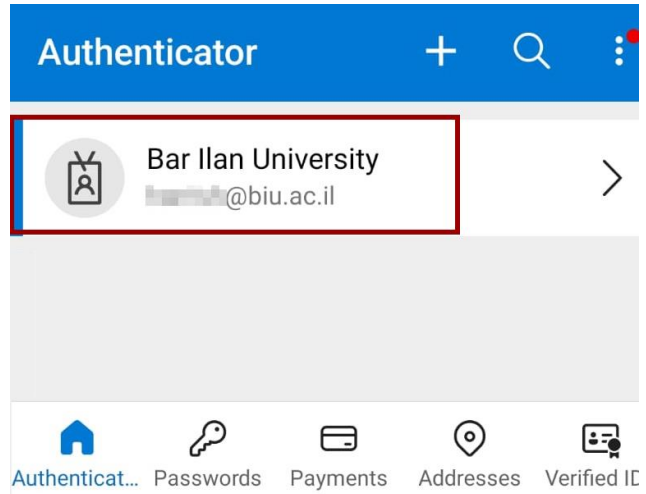 Authenticator
Bar Ilan University
@biu.ac.il
Authenticat... Passwords Payments Addresses Verified ID